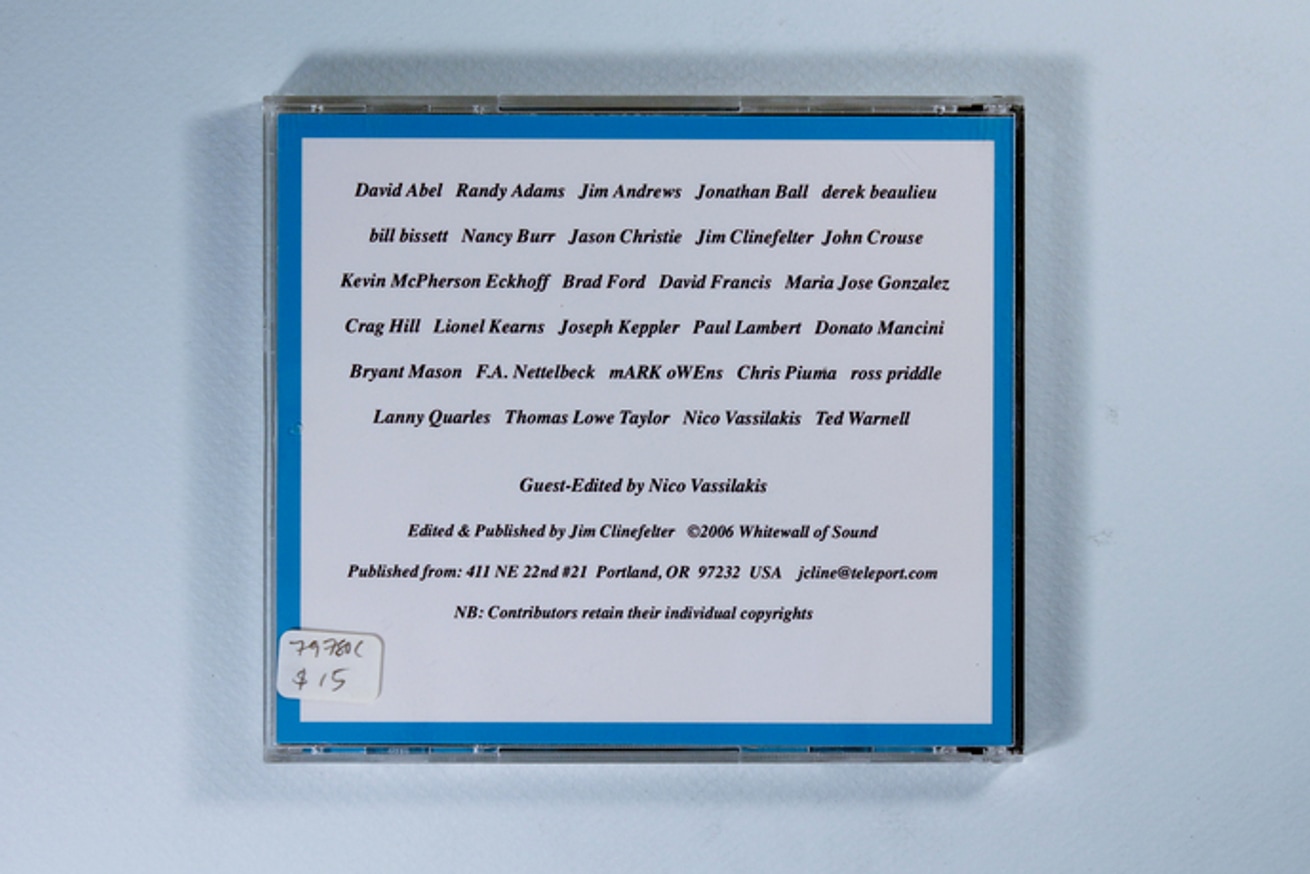 David Abel Randy Adams Jim Andrews Jonathan Ball derek beaulieu
bill bissett Nancy Burr Jason Christie Jim Clinefelter John Crouse
Kevin McPherson Eckhoff Brad Ford David Francis Maria Jose Gonzalez
Crag Hill Lionel Kearns Joseph Keppler Paul Lambert Donato Mancini
Bryant Mason F.A. Nettelbeck mARK oWEns Chris Piuma ross priddle
Lanny Quarles Thomas Lowe Taylor Nico Vassilakis Ted Warnell
Guest-Edited by Nico Vassilakis
Edited & Published by Jim Clinefelter ©2006 Whitewall of Sound
Published from: 411 NE 22nd #21 Portland, OR 97232 USA jcline@teleport.com
NB: Contributors retain their individual copyrights
$15